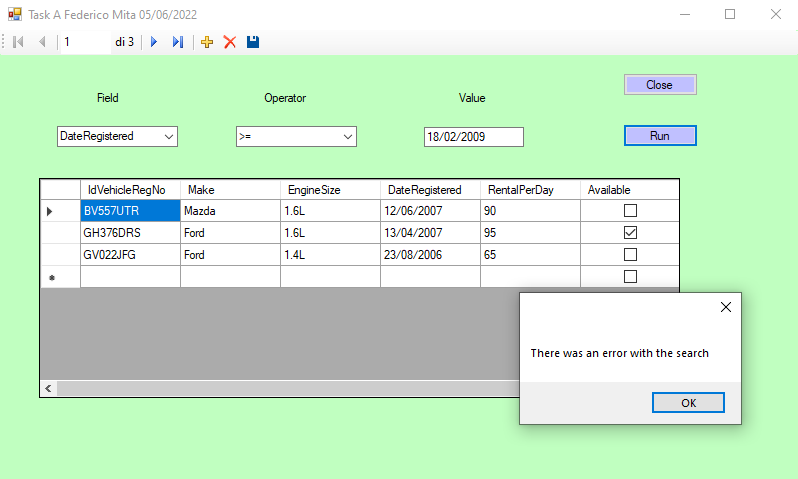 Task A Federico Mita 05/06/2022
1 di 3
Close
Field Operator Value
DateRegistered >= 18/02/2009 Run
IdVehicleRegNo Make EngineSize DateRegistered RentalPerDay Available
BV557UTR Mazda 1.6L 12/06/2007 90
GH376DRS Ford 1.6L 13/04/2007 95
GV022JFG Ford 1.4L 23/08/2006 65
There was an error with the search
OK